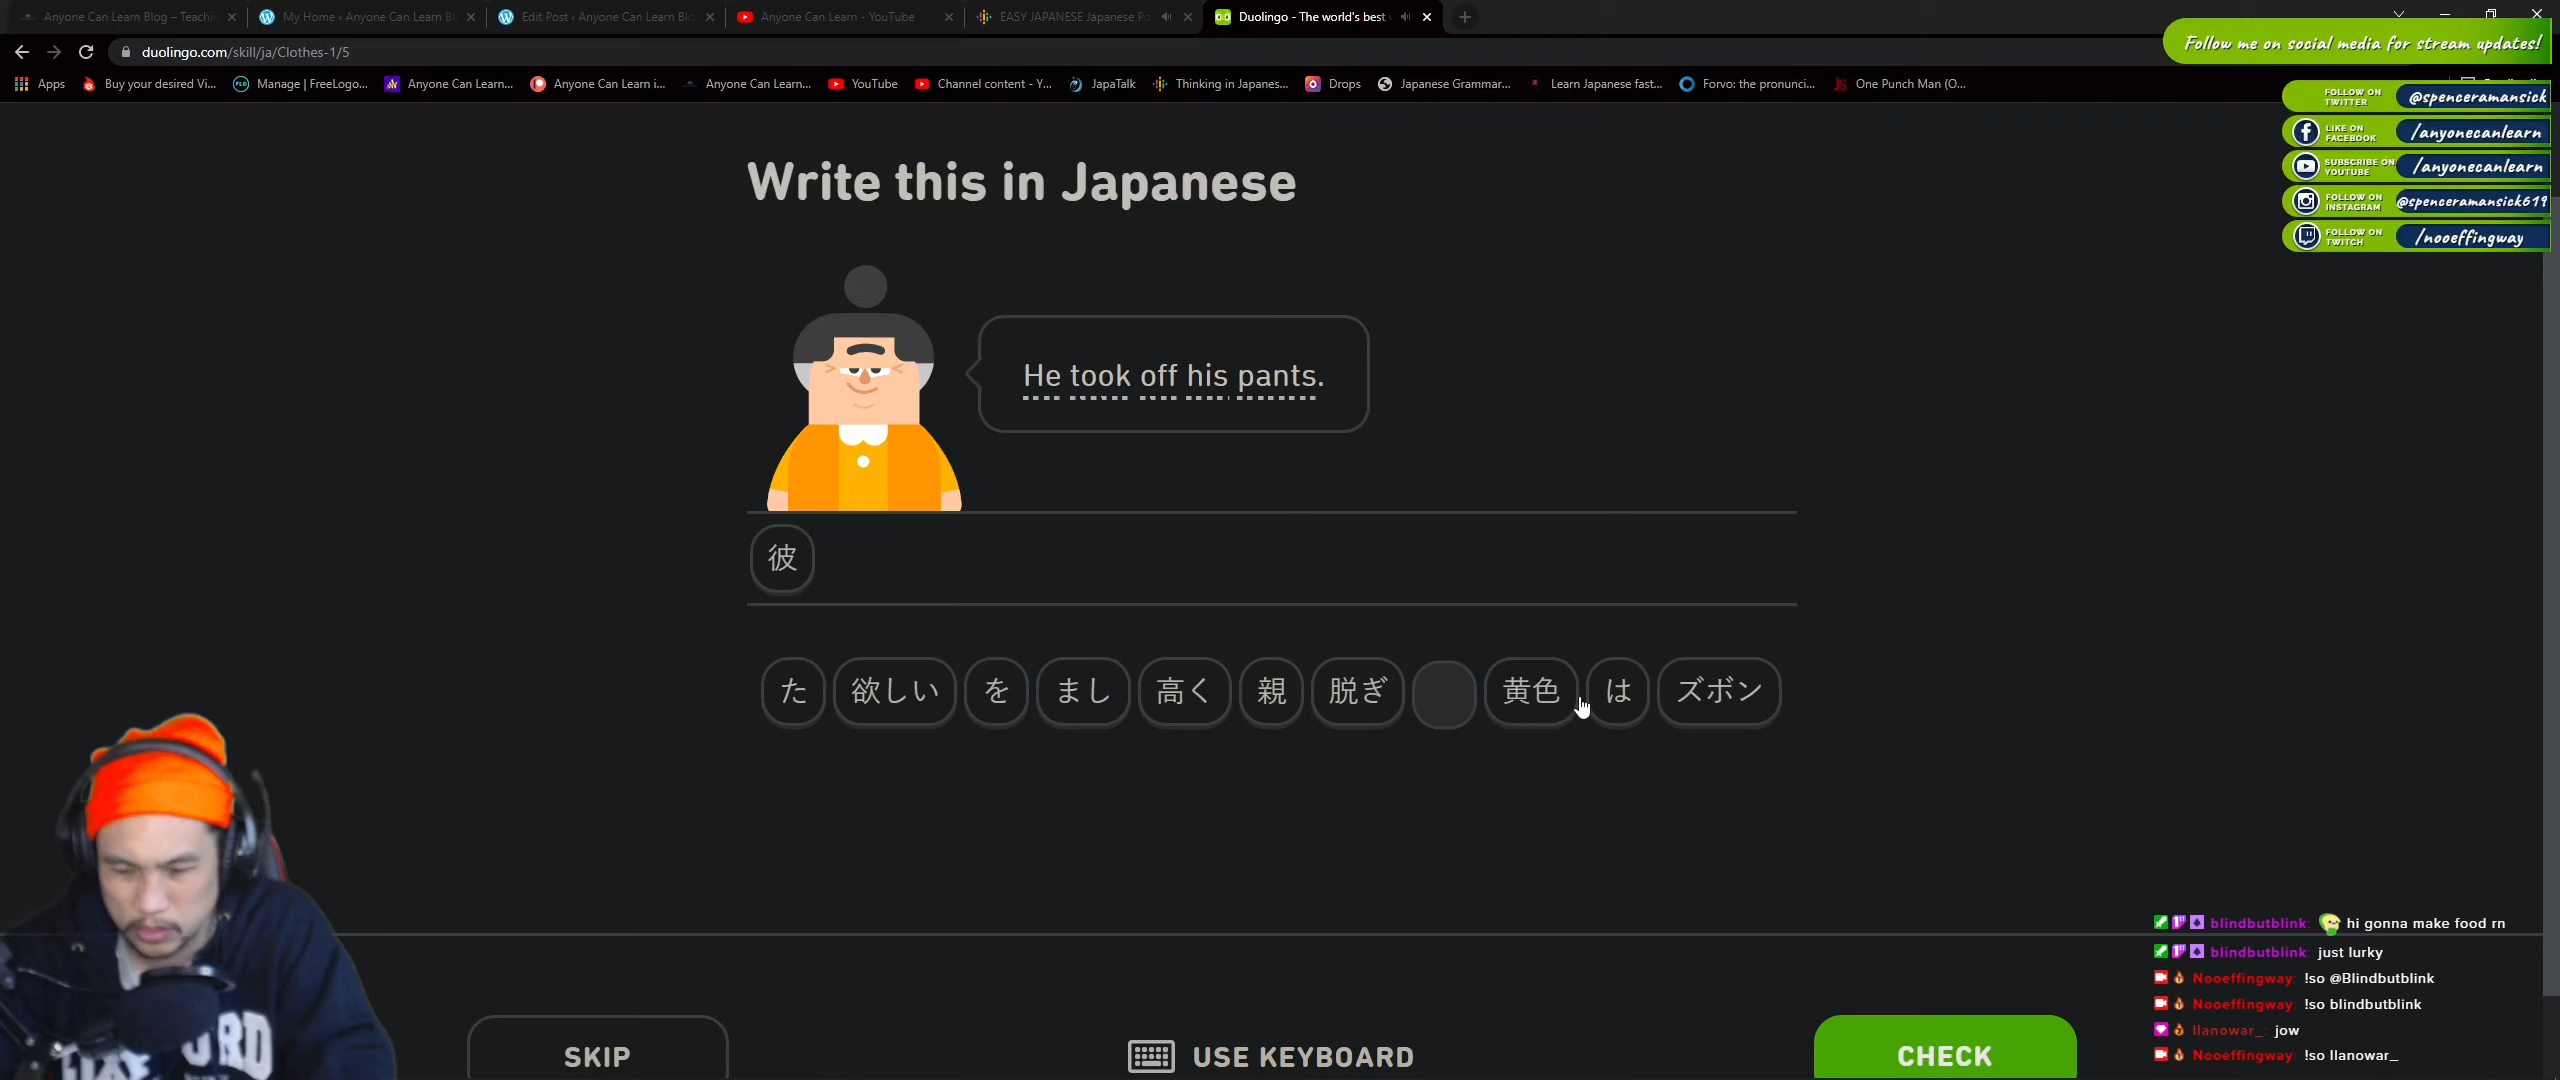 Anyone Can Learn Blog – Teachi
My Home ‹ Anyone Can Learn Bl
Edit Post ‹ Anyone Can Learn Blo
Anyone Can Learn - YouTube
EASY JAPANESE Japanese Po
Duolingo - The world's best
duolingo.com/skill/ja/Clothes-1/5
Follow me on social media for stream updates!
Apps
Buy your desired Vi...
Manage | FreeLogo...
Anyone Can Learn...
Anyone Can Learn i...
Anyone Can Learn...
YouTube
Channel content - Y...
JapaTalk
Thinking in Japanes...
Drops
Japanese Grammar...
Learn Japanese fast...
Forvo: the pronunci...
One Punch Man (O...
FOLLOW ON TWITTER @spenceramansick
LIKE ON FACEBOOK /anyonecanlearn
SUBSCRIBE ON YOUTUBE /anyonecanlearn
FOLLOW ON INSTAGRAM @spenceramansick619
FOLLOW ON TWITCH /nooeffingway
Write this in Japanese
He took off his pants.
彼
た 欲しい を まし 高く 親 脱ぎ 黄色 は ズボン
blindbutblink: hi gonna make food rn
blindbutblink: just lurky
Nooeffingway: !so @Blindbutblink
Nooeffingway: !so blindbutblink
llanowar_: jow
Nooeffingway: !so llanowar_
SKIP
USE KEYBOARD
CHECK